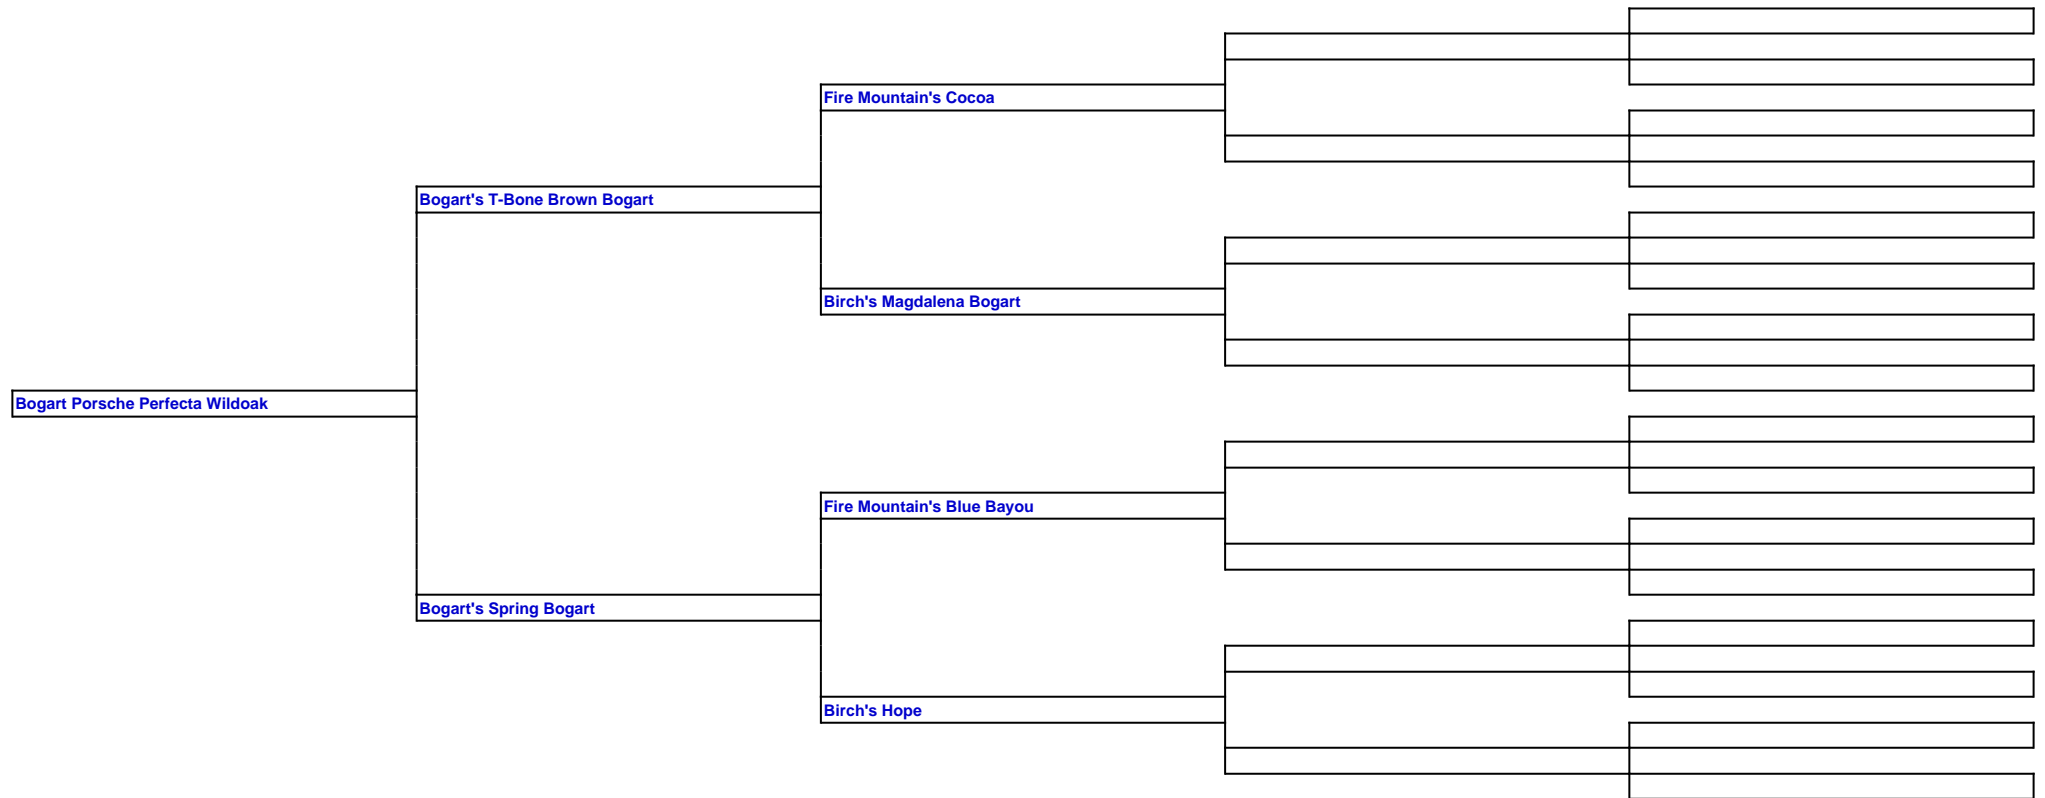 Fire Mountain's Cocoa
Bogart's T-Bone Brown Bogart
Birch's Magdalena Bogart
Bogart Porsche Perfecta Wildoak
Fire Mountain's Blue Bayou
Bogart's Spring Bogart
Birch's Hope